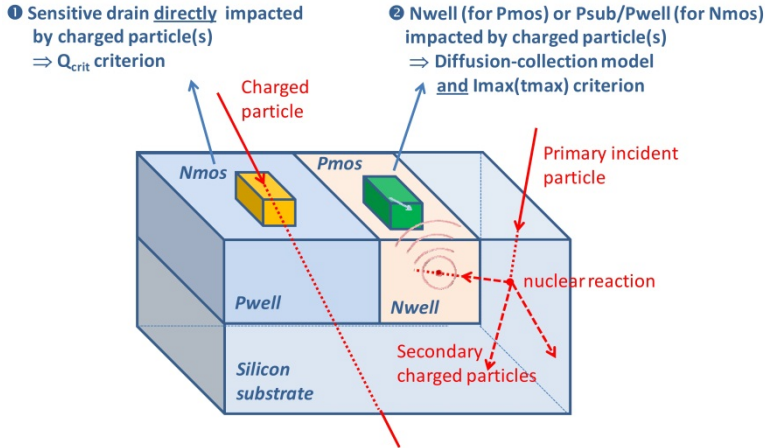 ❶ Sensitive drain directly impacted
by charged particle(s)
⇒ Qcrit criterion
❷ Nwell (for Pmos) or Psub/Pwell (for Nmos)
impacted by charged particle(s)
⇒ Diffusion-collection model
and Imax(tmax) criterion
Charged
particle
Primary incident
particle
Nmos
Pmos
nuclear reaction
Pwell
Nwell
Secondary
charged particles
Silicon
substrate